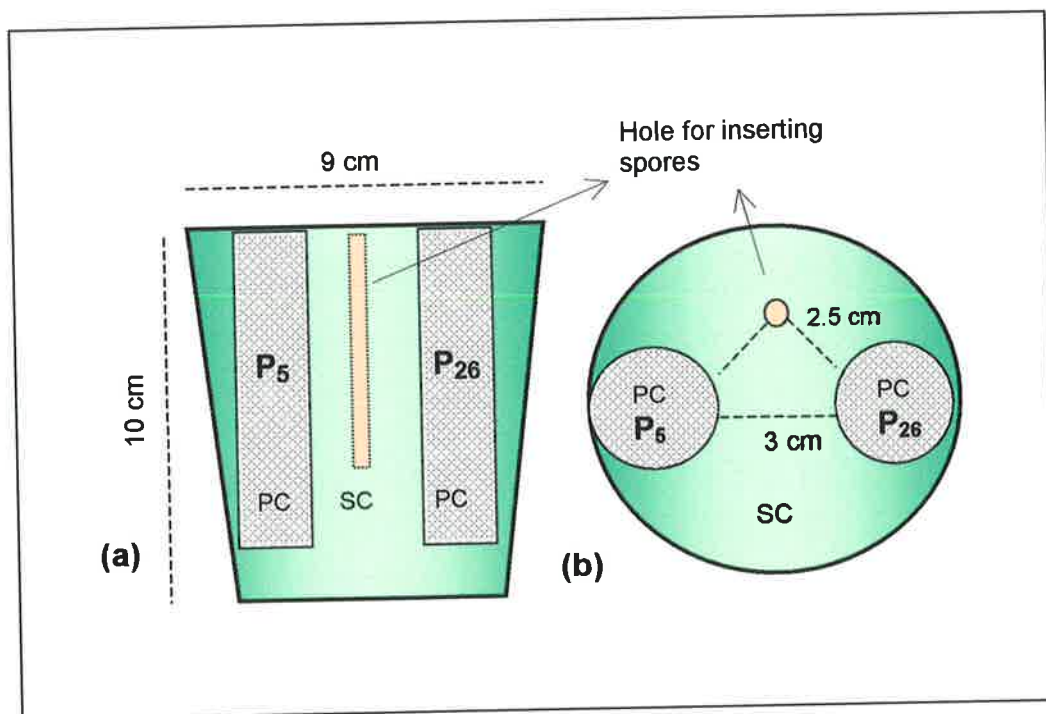 Hole for inserting
spores
9 cm
10 cm
P5
P26
PC
SC
PC
(a)
2.5 cm
PC
P5
PC
P26
3 cm
SC
(b)